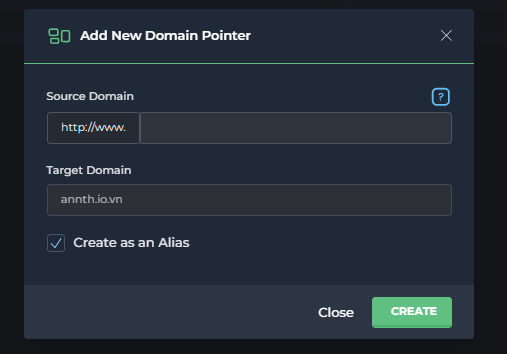 Add New Domain Pointer
Source Domain
?
http://www.
Target Domain
annth.io.vn
Create as an Alias
Close
CREATE